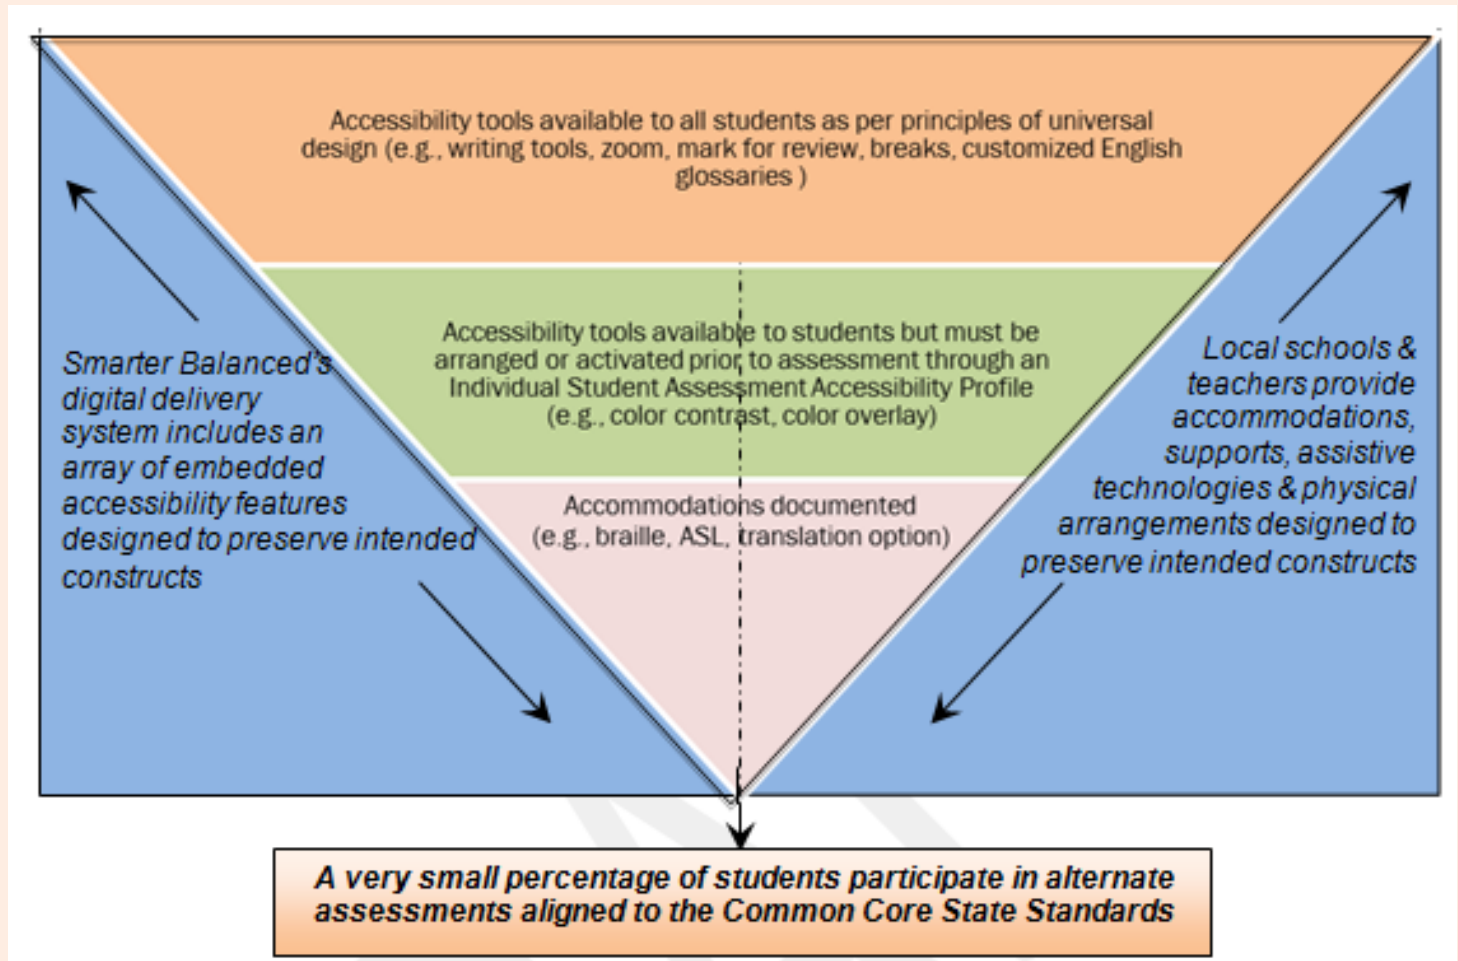 Accessibility tools available to all students as per principles of universal
design (e.g., writing tools, zoom, mark for review, breaks, customized English
glossaries )
Accessibility tools available to students but must be
arranged or activated prior to assessment through an
Individual Student Assessment Accessibility Profile
(e.g., color contrast, color overlay)
Accommodations documented
(e.g., braille, ASL, translation option)
Smarter Balanced's
digital delivery
system includes an
array of embedded
accessibility features
designed to preserve intended
constructs
Local schools &
teachers provide
accommodations,
supports, assistive
technologies & physical
arrangements designed to
preserve intended constructs
A very small percentage of students participate in alternate
assessments aligned to the Common Core State Standards